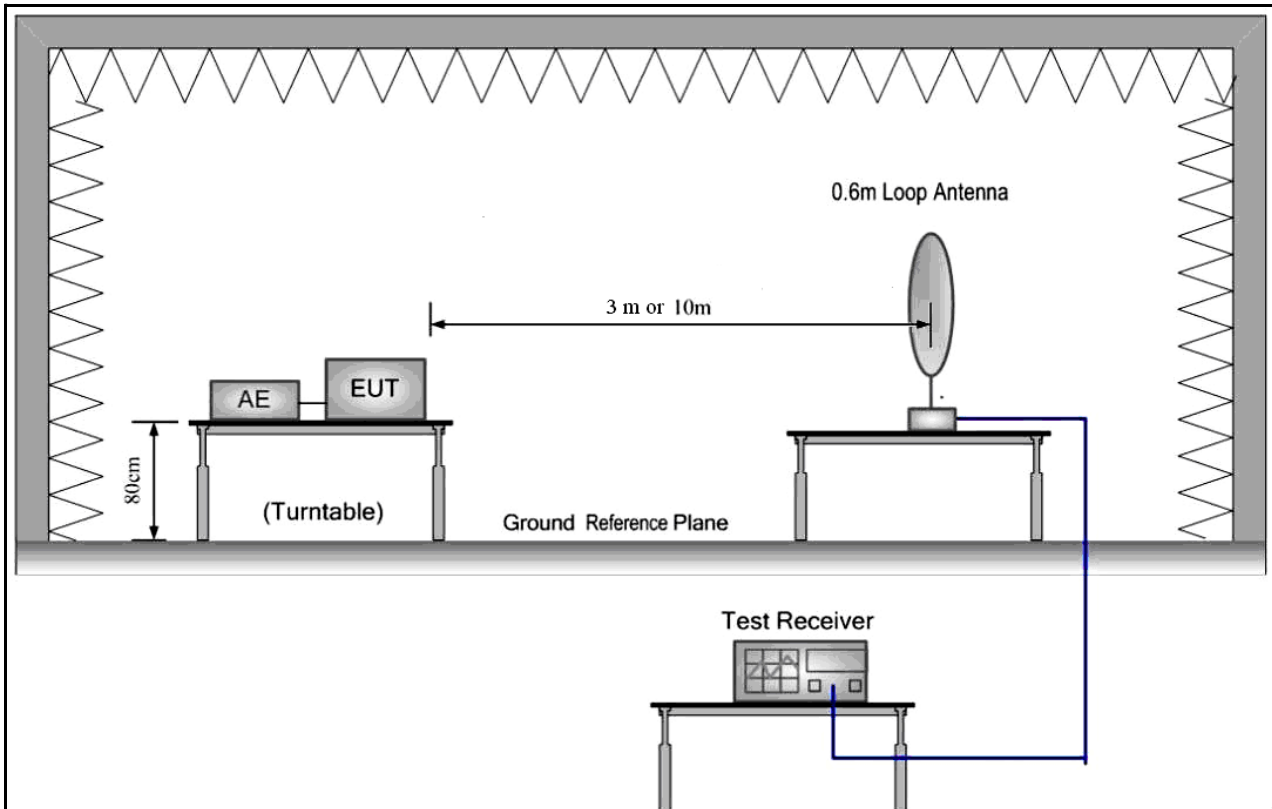 0.6m Loop Antenna
3 m or 10m
AE
EUT
80cm
(Turntable)
Ground Reference Plane
Test Receiver